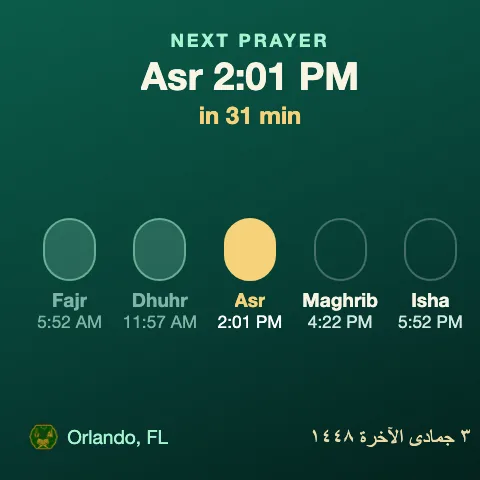 NEXT PRAYER
Asr 2:01 PM
in 31 min
Fajr Dhuhr Asr Maghrib Isha
5:52 AM 11:57 AM 2:01 PM 4:22 PM 5:52 PM
Orlando, FL
٣ جمادى الآخرة ١٤٤٨